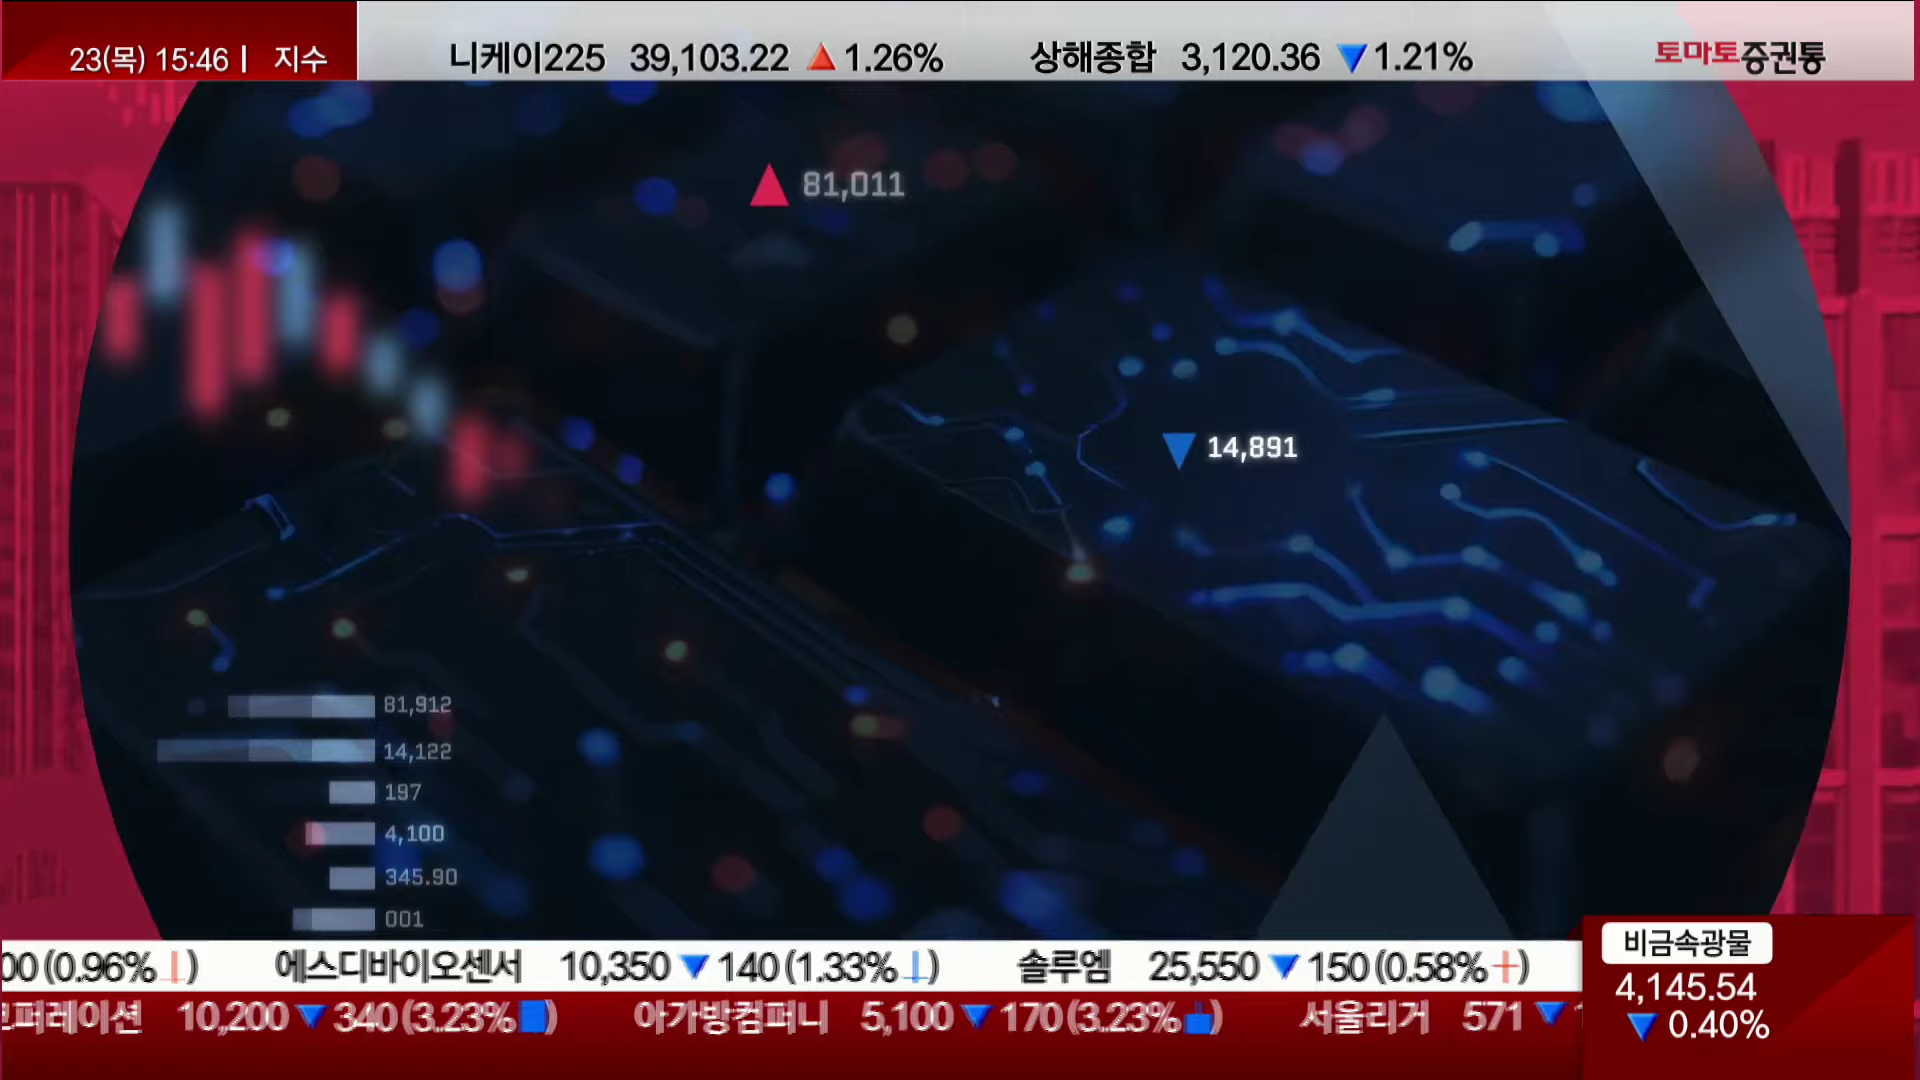 23(목) 15:46 | 지수 니케이225 39,103.22 ▲ 1.26% 상해종합 3,120.36 ▼ 1.21% 토마토증권통
▲ 81,011
▼ 14,891
81,912
14,122
197
4,100
345.90
001
00(0.96%) 에스디바이오센서 10,350 ▼ 140(1.33%) 솔루엠 25,550 ▼ 150(0.58%)
퍼레이션 10,200 ▼ 340(3.23%) 아가방컴퍼니 5,100 ▼ 170(3.23%) 서울리거 571 ▼
비금속광물
4,145.54
▼ 0.40%